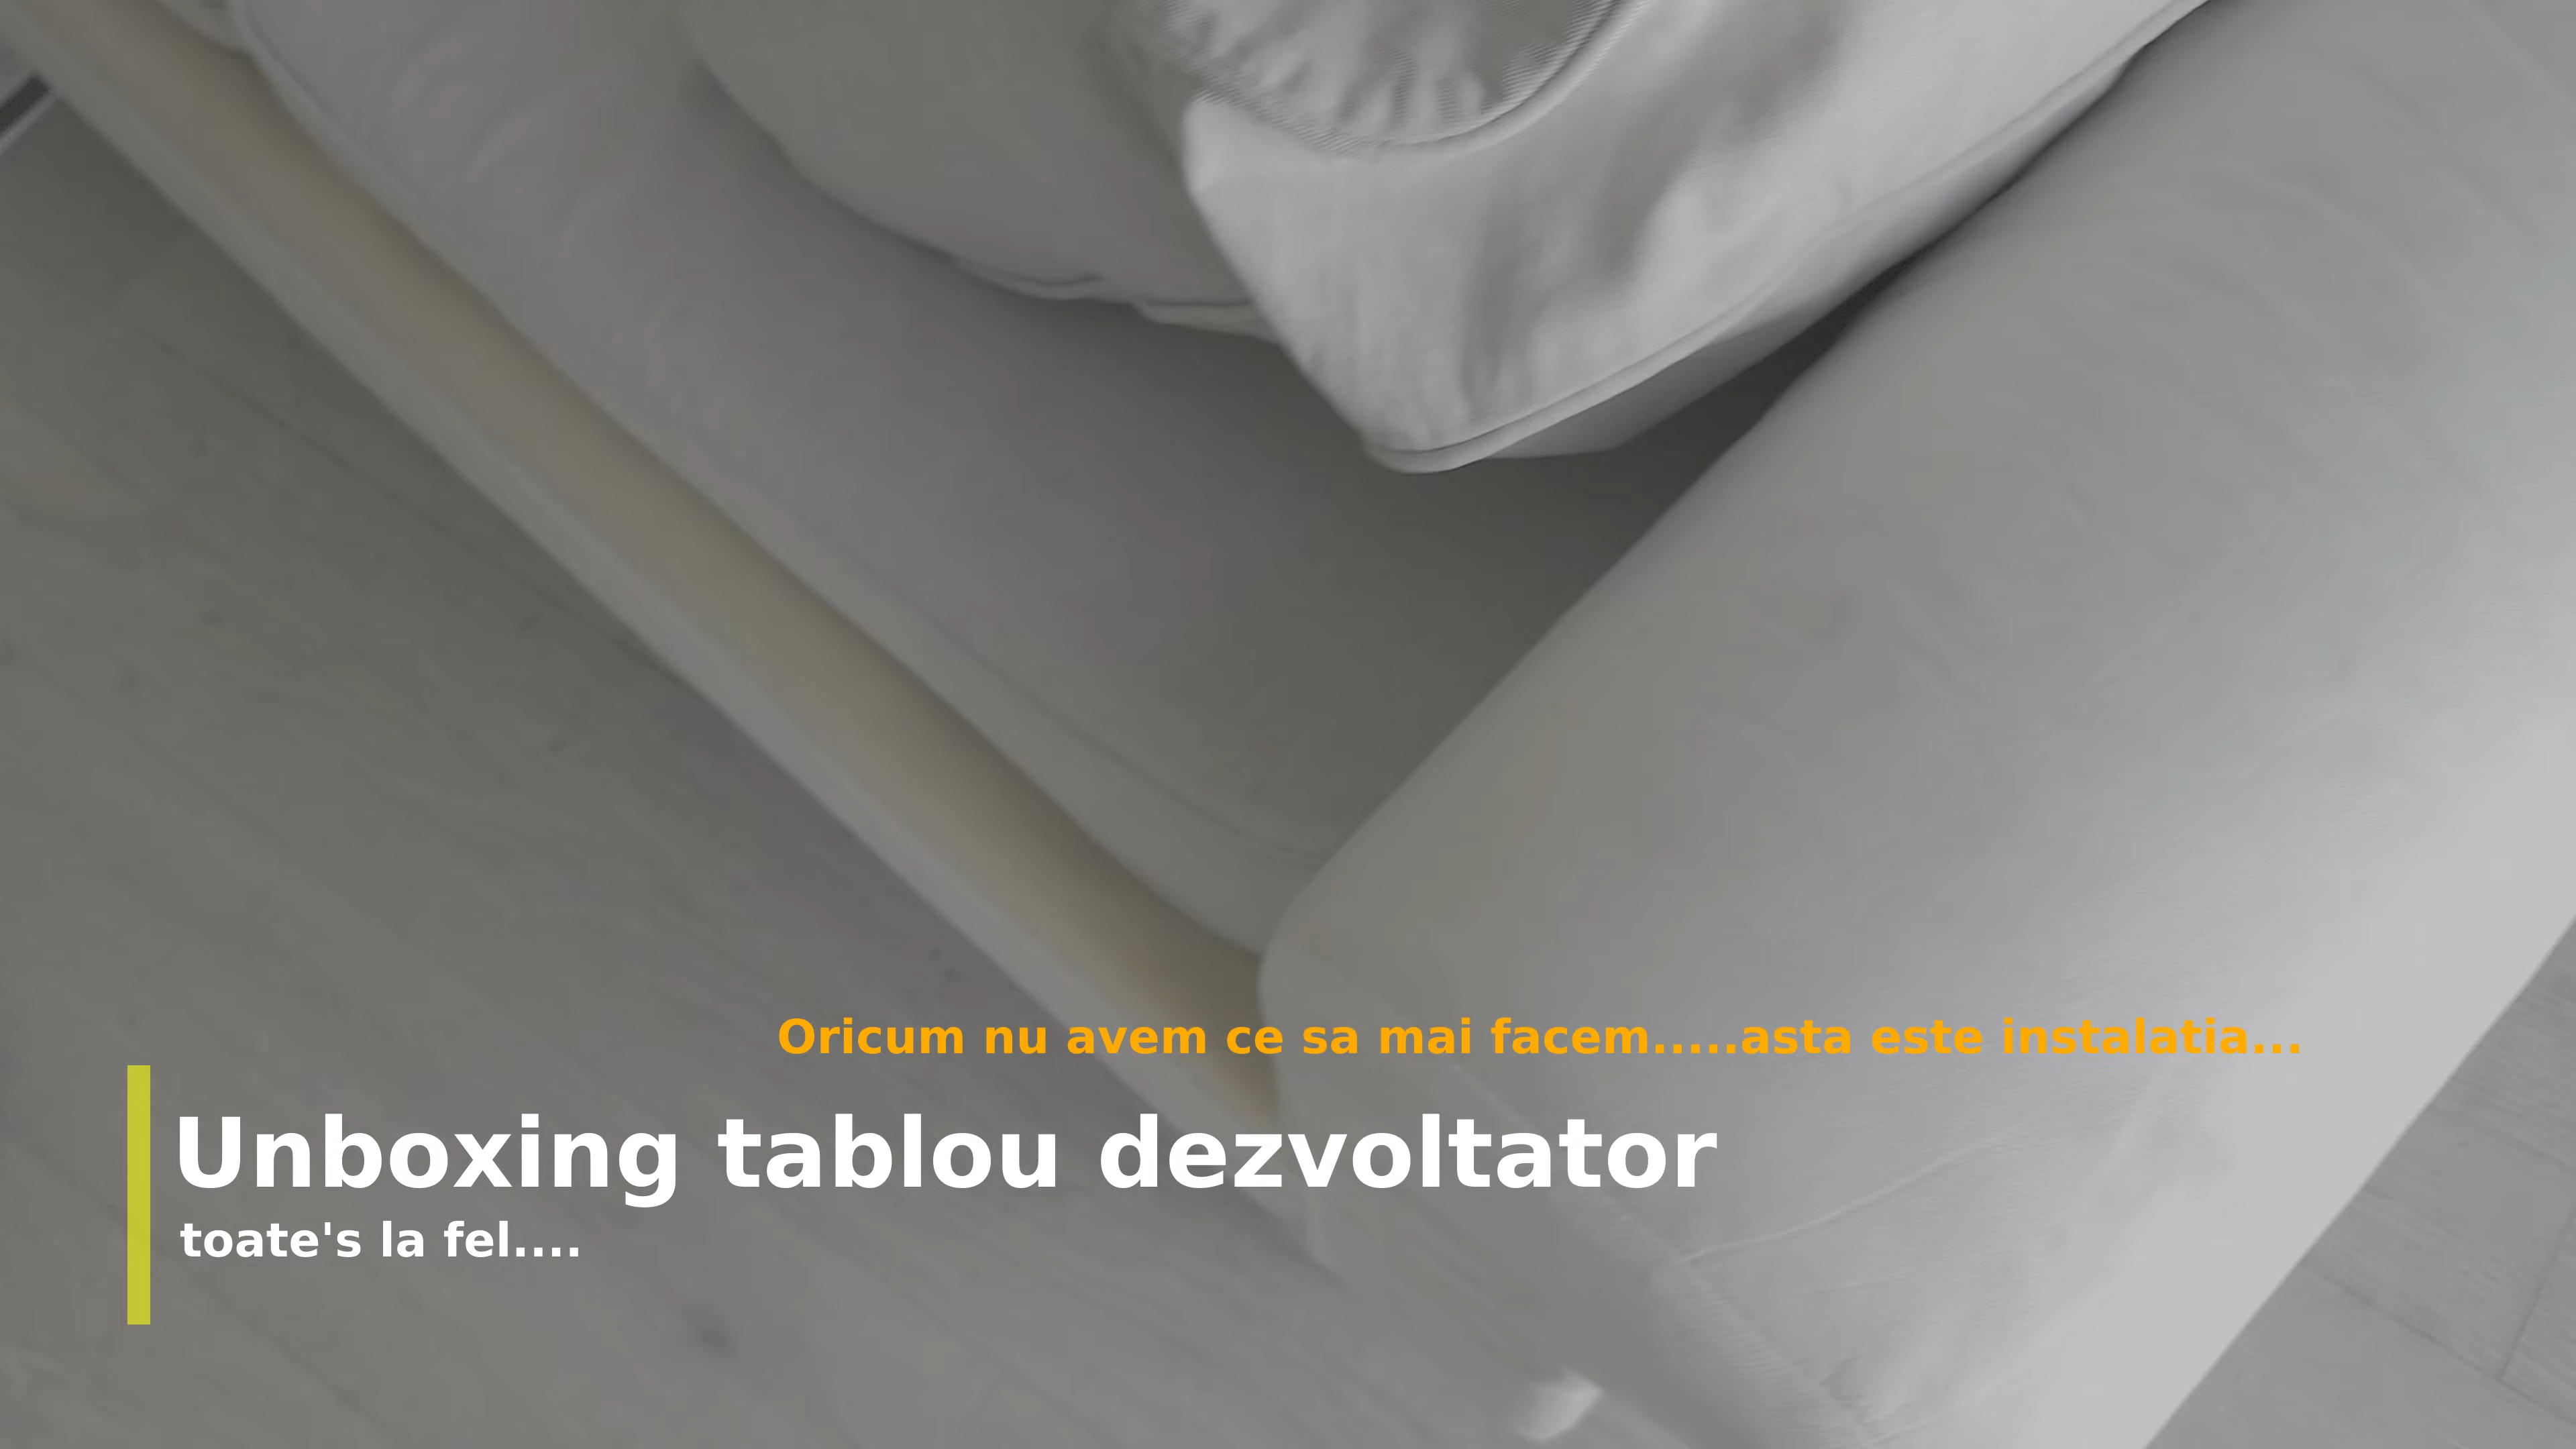 Oricum nu avem ce sa mai facem.....asta este instalatia...
Unboxing tablou dezvoltator
toate's la fel....